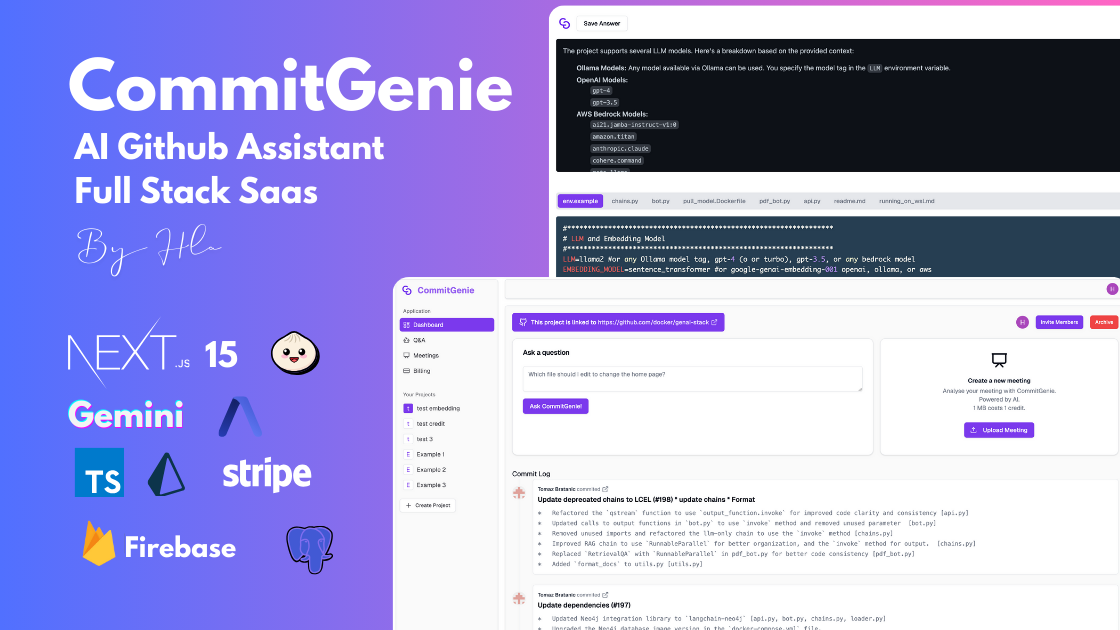 CommitGenie
AI Github Assistant
Full Stack Saas
By Hla
NEXT.JS 15
Gemini
TS
stripe
Firebase
Save Answer
The project supports several LLM models. Here's a breakdown based on the provided context:
Ollama Models: Any model available via Ollama can be used. You specify the model tag in the LLM environment variable.
OpenAI Models:
gpt-4
gpt-3.5
AWS Bedrock Models:
ai21.jamba-instruct-v1:0
amazon.titan
anthropic.claude
cohere.command
env.example chains.py bot.py pull_model.Dockerfile pdf_bot.py api.py readme.md running_on_wsl.md
#*****************************************************************
# LLM and Embedding Model
#*****************************************************************
LLM=llama2 #or any Ollama model tag, gpt-4 (o or turbo), gpt-3.5, or any bedrock model
EMBEDDING_MODEL=sentence_transformer #or google-genai-embedding-001 openai, ollama, or aws
CommitGenie
Application
Dashboard
Q&A
Meetings
Billing
Your Projects
t test embedding
t test credit
t test 3
E Example 1
E Example 2
E Example 3
+ Create Project
H
This project is linked to https://github.com/docker/genai-stack
H
Invite Members
Archive
Ask a question
Which file should I edit to change the home page?
Ask CommitGenie!
Create a new meeting
Analyse your meeting with CommitGenie.
Powered by AI.
1 MB costs 1 credit.
Upload Meeting
Commit Log
Tomaz Bratanic commited
Update deprecated chains to LCEL (#198) * update chains * Format
* Refactored the `qstream` function to use `output_function.invoke` for improved code clarity and consistency [api.py]
* Updated calls to output functions in `bot.py` to use `invoke` method and removed unused parameter [bot.py]
* Removed unused imports and refactored the llm-only chain to use the `invoke` method [chains.py]
* Improved RAG chain to use `RunnableParallel` for better organization, and the `invoke` method for output. [chains.py]
* Replaced `RetrievalQA` with `RunnableParallel` in pdf_bot.py for better code consistency [pdf_bot.py]
* Added `format_docs` to utils.py [utils.py]
Tomaz Bratanic commited
Update dependencies (#197)
* Updated Neo4j integration library to `langchain-neo4j` [api.py, bot.py, chains.py, loader.py]
* Upgraded the Neo4j database image version in the `docker-compose.yml` file.